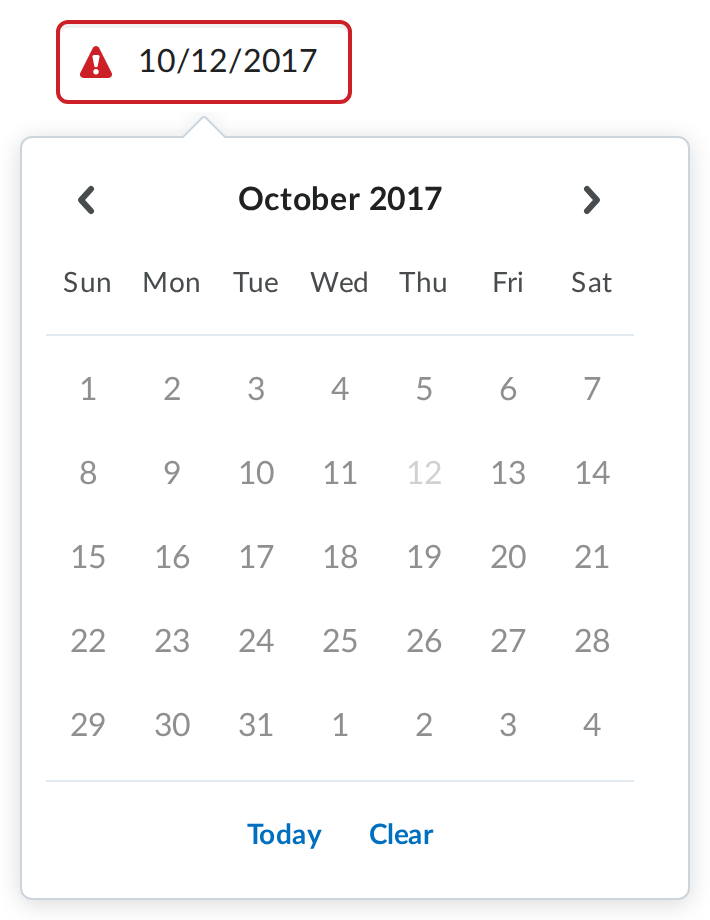 10/12/2017
October 2017
Sun Mon Tue Wed Thu Fri Sat
1 2 3 4 5 6 7
8 9 10 11 12 13 14
15 16 17 18 19 20 21
22 23 24 25 26 27 28
29 30 31 1 2 3 4
Today Clear